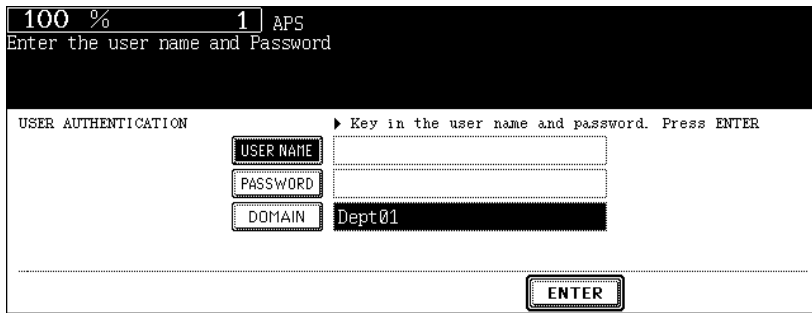 100 % 1 APS
Enter the user name and Password
USER AUTHENTICATION
▶ Key in the user name and password. Press ENTER
USER NAME
PASSWORD
DOMAIN Dept01
ENTER